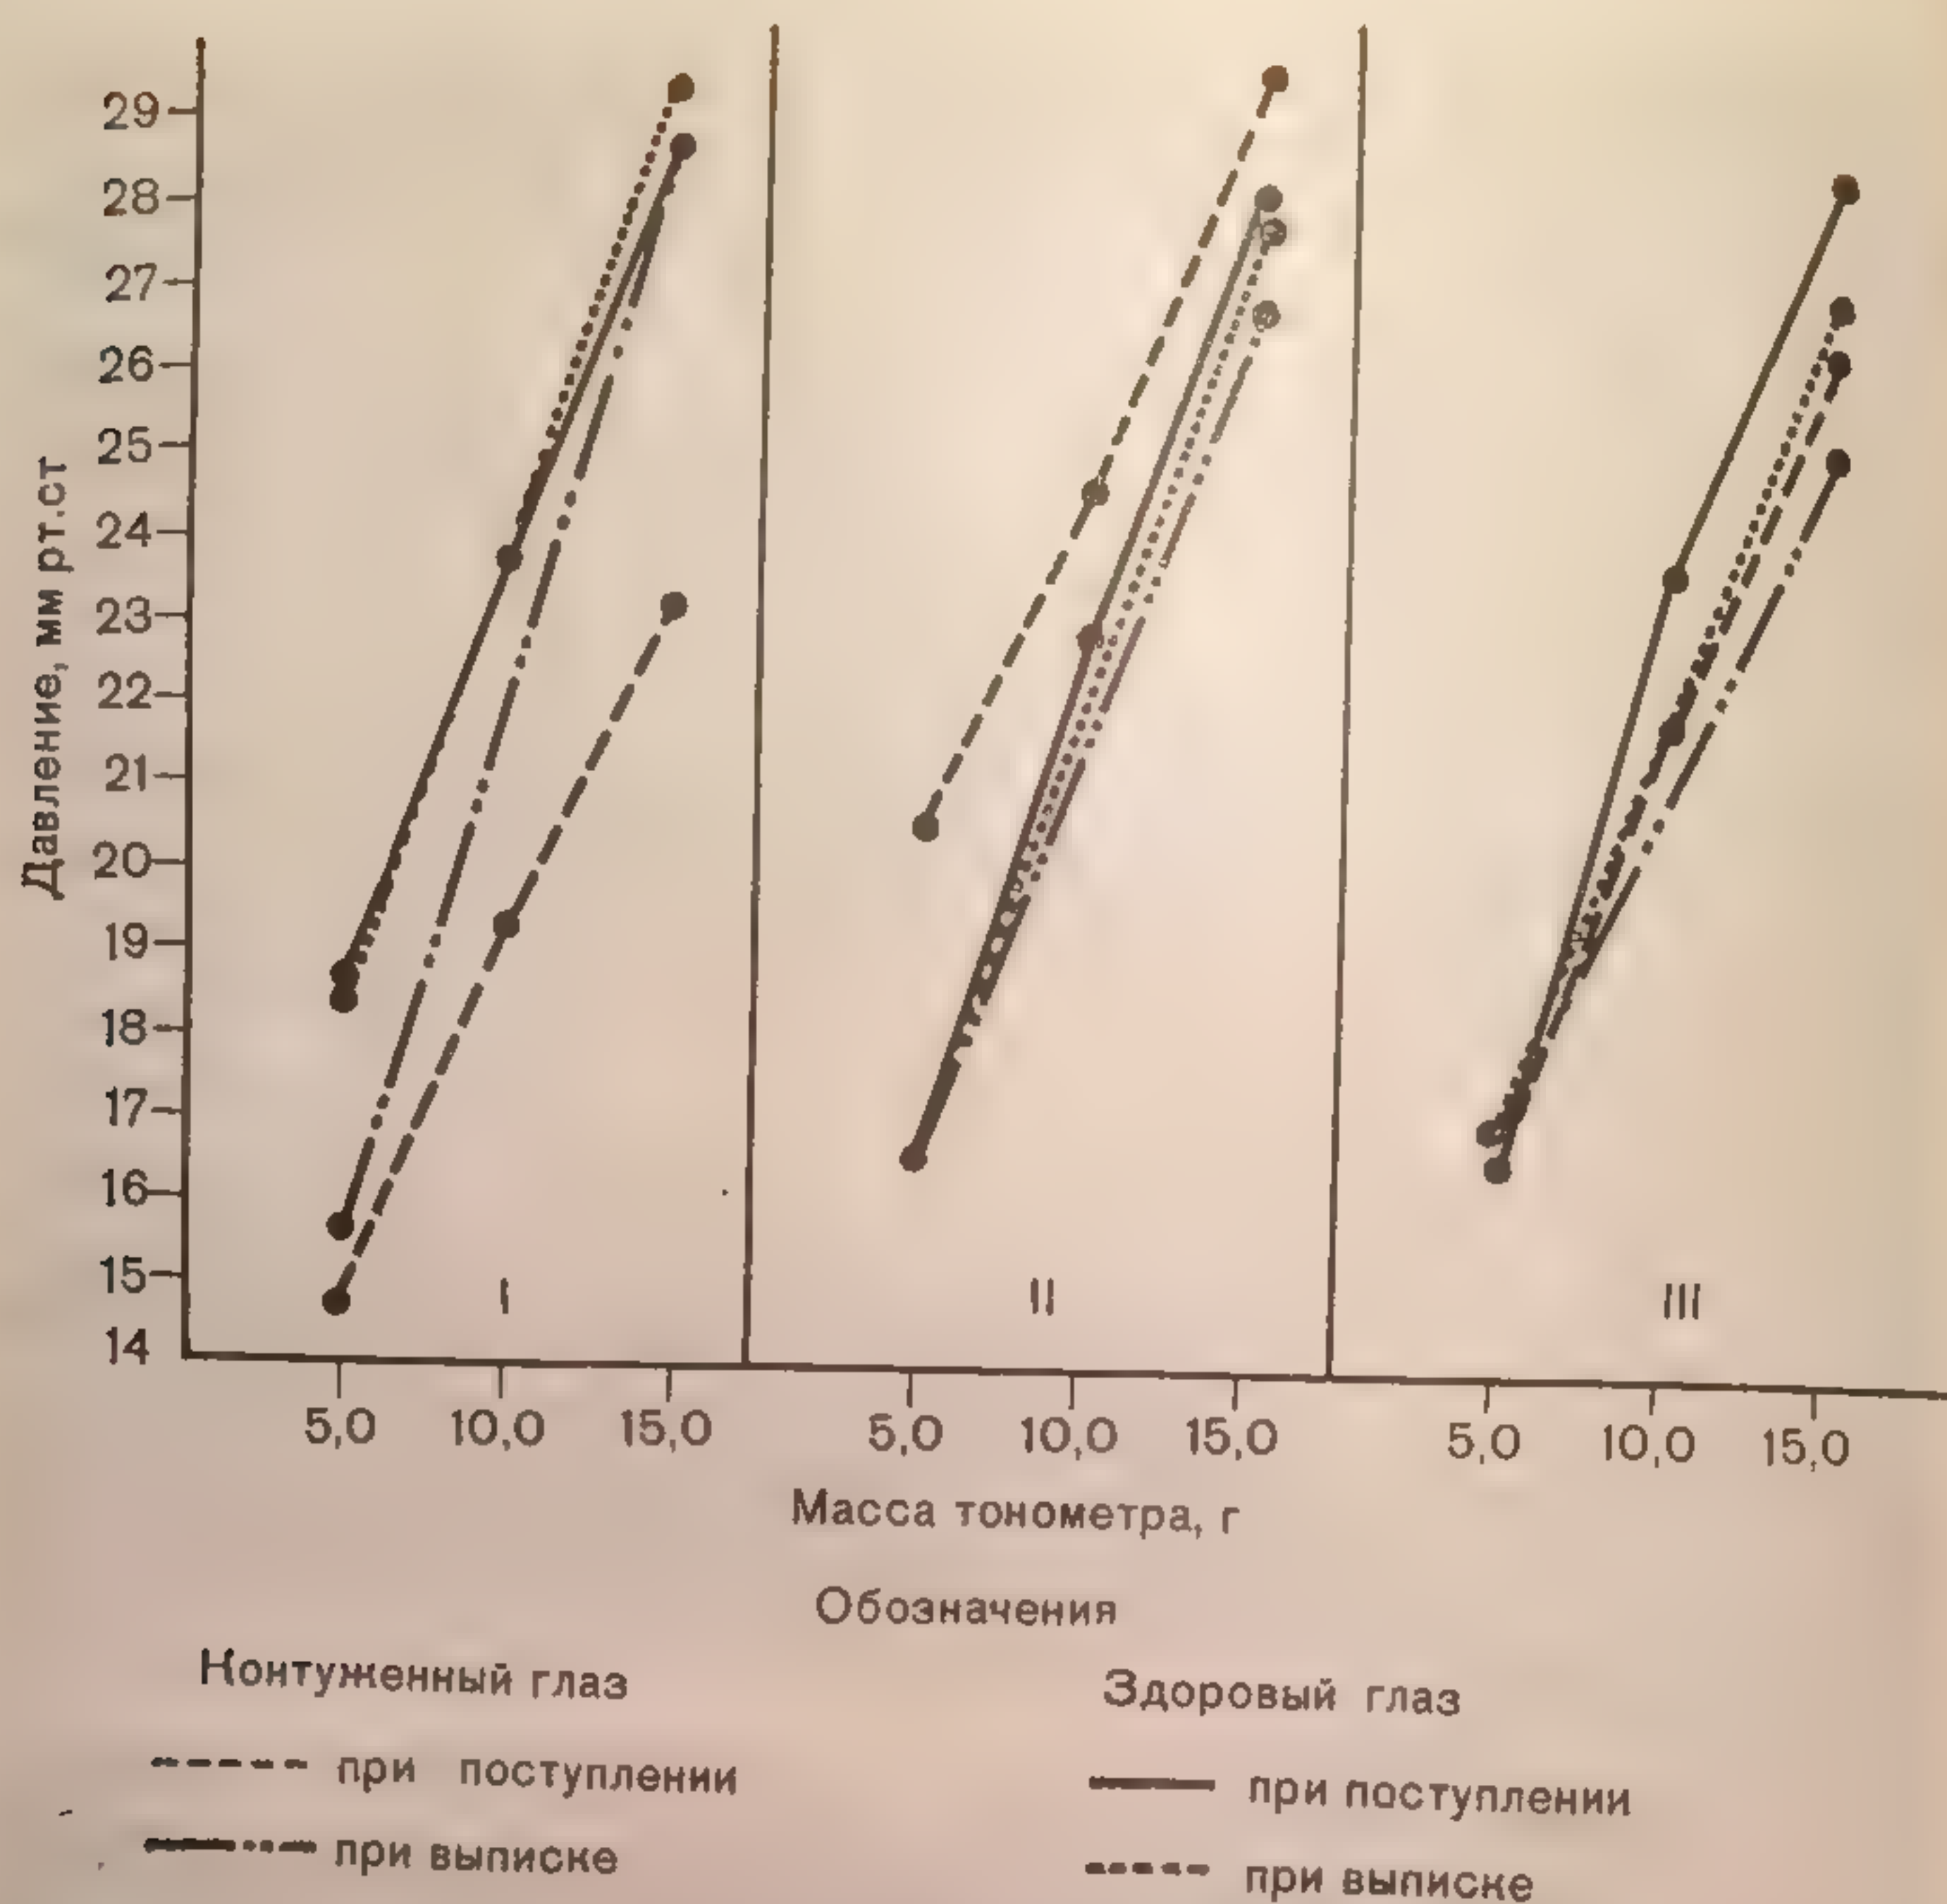 Давление, мм рт.ст
29
28
27
26
25
24
23
22
21
20
19
18
17
16
15
14
I II III
5,0 10,0 15,0 5,0 10,0 15,0 5,0 10,0 15,0
Масса тонометра, г
Обозначения
Контуженный глаз Здоровый глаз
при поступлении при поступлении
при выписке при выписке